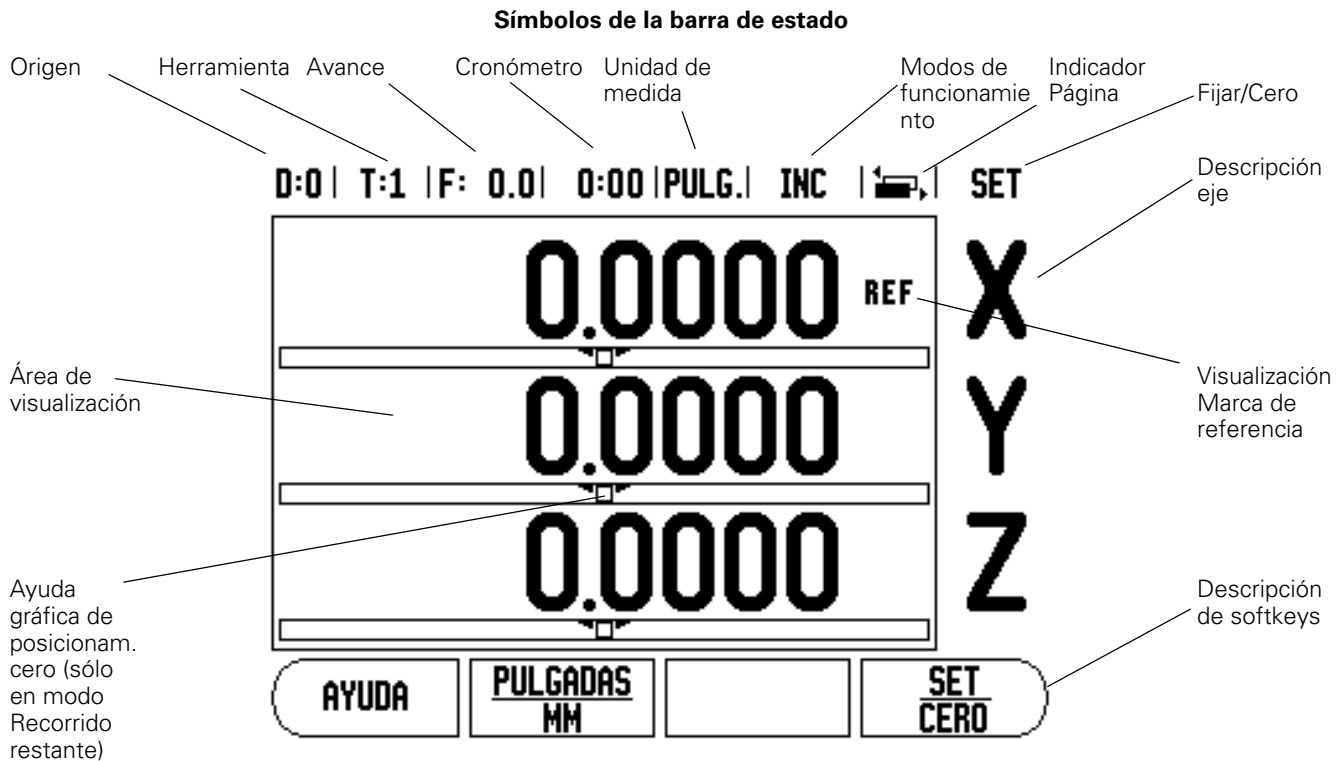 Símbolos de la barra de estado
Origen
Herramienta
Avance
Cronómetro
Unidad de
medida
Modos de
funcionamie
nto
Indicador
Página
Fijar/Cero
D:0 | T:1 | F: 0.0 | 0:00 | PULG. | INC | | SET
Descripción
eje
0.0000 REF X
Área de
visualización
0.0000 Y
Visualización
Marca de
referencia
0.0000 Z
Ayuda
gráfica de
posicionam.
cero (sólo
en modo
Recorrido
restante)
Descripción
de softkeys
AYUDA
PULGADAS
MM
SET
CERO